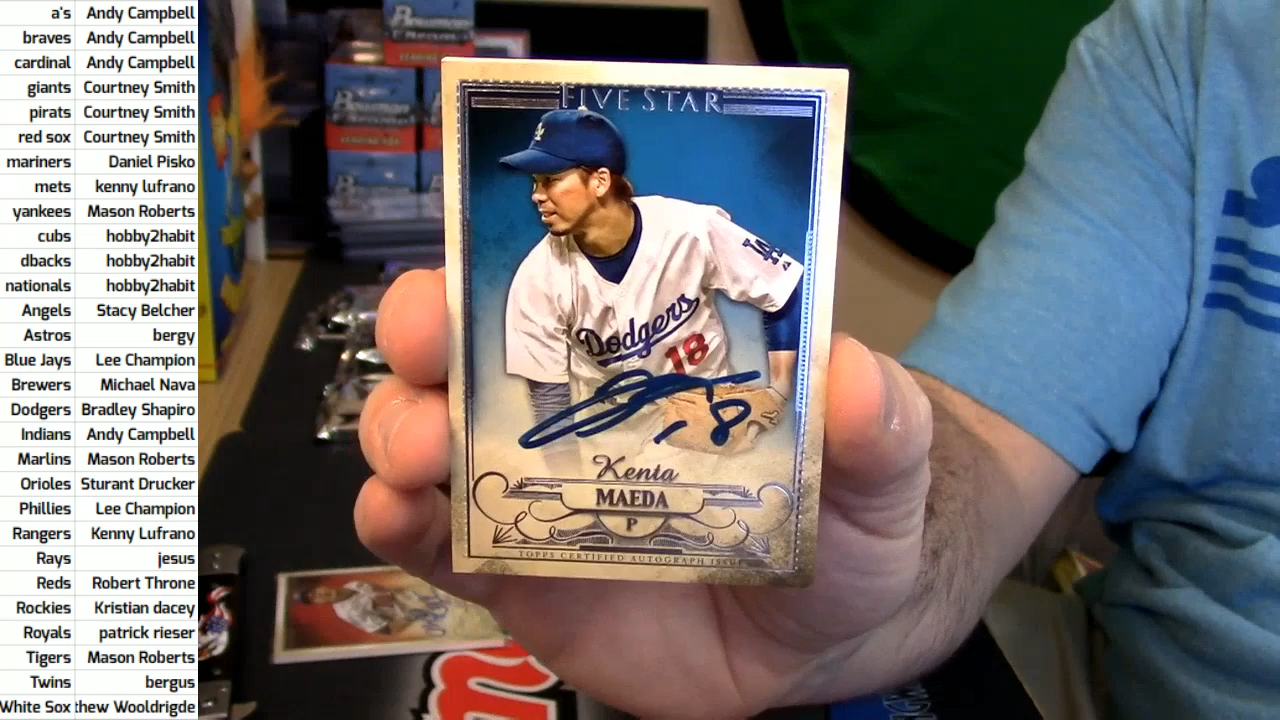 a's Andy Campbell
braves Andy Campbell
cardinal Andy Campbell
giants Courtney Smith
pirats Courtney Smith
red sox Courtney Smith
mariners Daniel Pisko
mets kenny lufrano
yankees Mason Roberts
cubs hobby2habit
dbacks hobby2habit
nationals hobby2habit
Angels Stacy Belcher
Astros bergy
Blue Jays Lee Champion
Brewers Michael Nava
Dodgers Bradley Shapiro
Indians Andy Campbell
Marlins Mason Roberts
Orioles Sturant Drucker
Phillies Lee Champion
Rangers Kenny Lufrano
Rays jesus
Reds Robert Throne
Rockies Kristian dacey
Royals patrick rieser
Tigers Mason Roberts
Twins bergus
White Sox thew Wooldrigde
Bowman
FIVE STAR
LA
LA
Dodgers
18
18
Kenta
MAEDA
P
TOPPS CERTIFIED AUTOGRAPH ISSUE